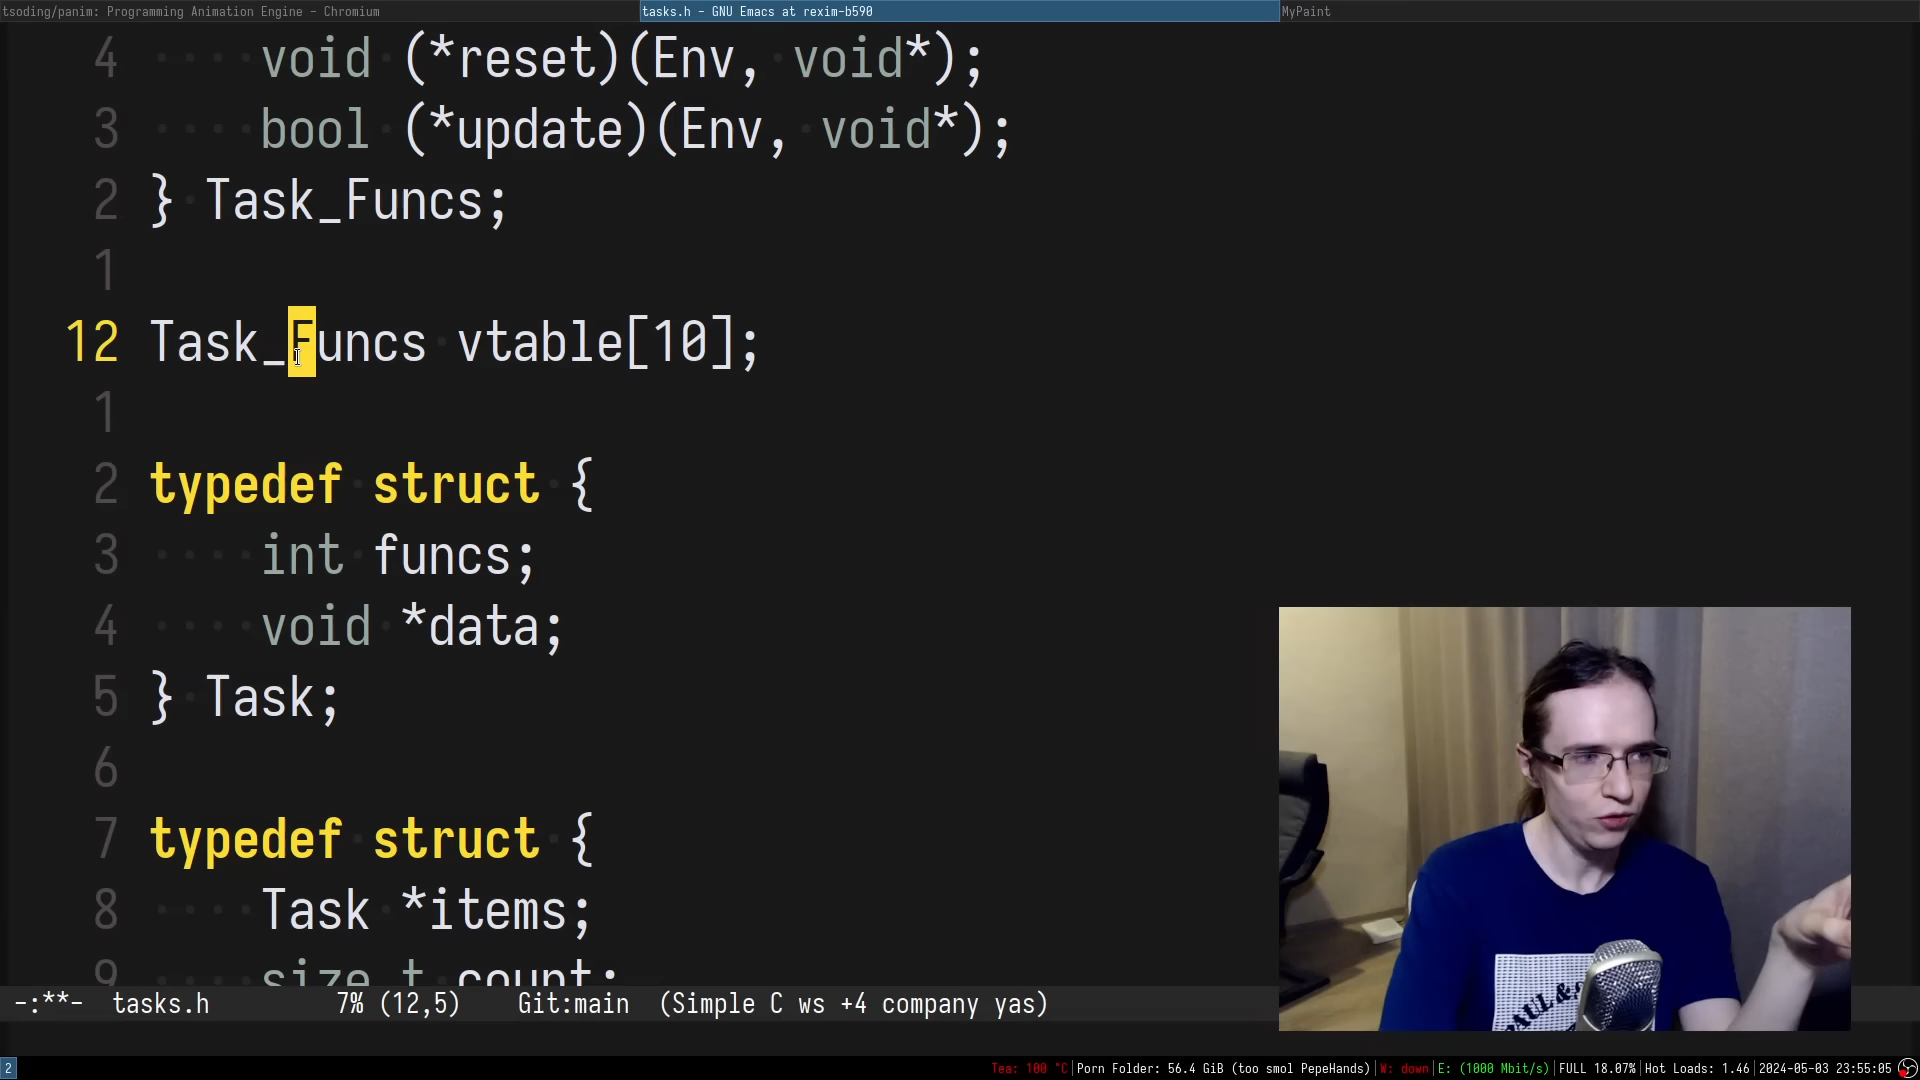 tsoding/panim: Programming Animation Engine - Chromium
tasks.h - GNU Emacs at rexim-b590
MyPaint
4 void (*reset)(Env, void*);
3 bool (*update)(Env, void*);
2 } Task_Funcs;
1
12 Task_Funcs vtable[10];
1
2 typedef struct {
3 int funcs;
4 void *data;
5 } Task;
6
7 typedef struct {
8 Task *items;
9 size_t count;
-:**- tasks.h 7% (12,5) Git:main (Simple C ws +4 company yas)
PAUL &
2 Tea: 100 °C|Porn Folder: 56.4 GiB (too smol PepeHands)|W: down|E: (1000 Mbit/s)|FULL 18.07%|Hot Loads: 1.46|2024-05-03 23:55:05